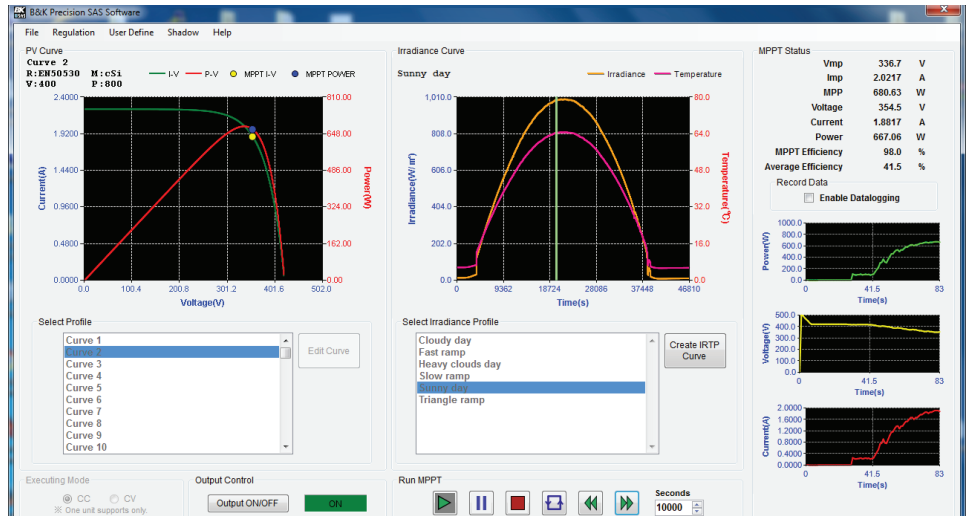 B&K Precision SAS Software
File Regulation User Define Shadow Help
PV Curve
Curve 2
R:EN50530 M:cSi
V:400 P:800
I-V P-V MPPT I-V MPPT POWER
2.4000
1.9200
1.4400
0.9600
0.4800
0.0000
Current(A)
810.00
648.00
486.00
324.00
162.00
0.00
Power(W)
0.0 100.4 200.8 301.2 401.6 502.0
Voltage(V)
Irradiance Curve
Sunny day
Irradiance Temperature
1,010.0
808.0
606.0
404.0
202.0
0.0
Irradiance(W/㎡)
80.0
64.0
48.0
32.0
16.0
0.0
Temperature(℃)
0 9362 18724 28086 37448 46810
Time(s)
MPPT Status
Vmp 336.7 V
Imp 2.0217 A
MPP 680.63 W
Voltage 354.5 V
Current 1.8817 A
Power 667.06 W
MPPT Efficiency 98.0 %
Average Efficiency 41.5 %
Record Data
Enable Datalogging
1000.0
800.0
600.0
400.0
200.0
0.0
Power(W)
0 41.5 83
Time(s)
500.0
400.0
300.0
200.0
100.0
0.0
Voltage(V)
0 41.5 83
Time(s)
2.0000
1.6000
1.2000
0.8000
0.4000
0.0000
Current(A)
0 41.5 83
Time(s)
Select Profile
Curve 1
Curve 2
Curve 3
Curve 4
Curve 5
Curve 6
Curve 7
Curve 8
Curve 9
Curve 10
Edit Curve
Select Irradiance Profile
Cloudy day
Fast ramp
Heavy clouds day
Slow ramp
Sunny day
Triangle ramp
Create IRTP
Curve
Executing Mode
CC CV
※ One unit supports only.
Output Control
Output ON/OFF
ON
Run MPPT
Seconds
10000